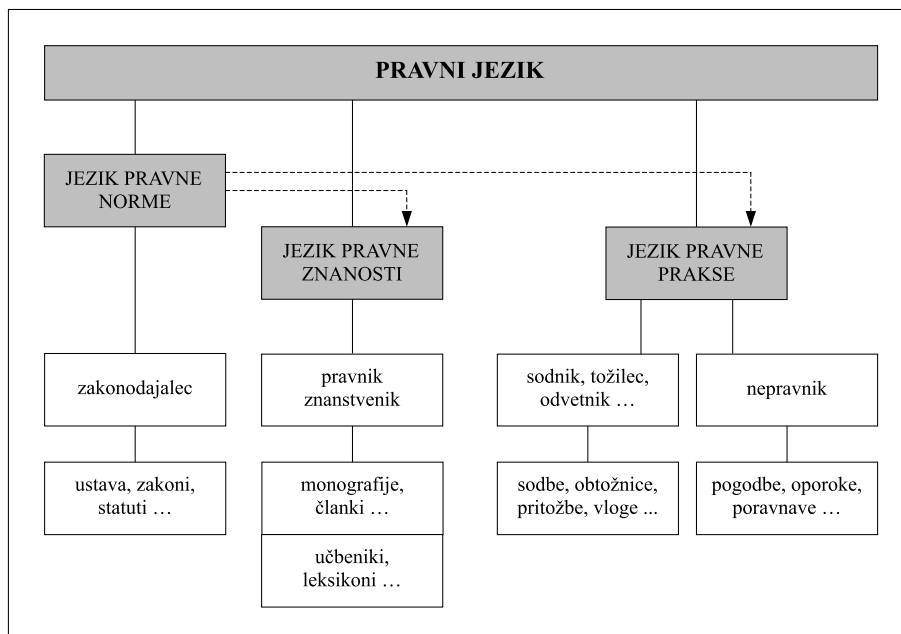 PRAVNI JEZIK
JEZIK PRAVNE
NORME
JEZIK PRAVNE
ZNANOSTI
JEZIK PRAVNE
PRAKSE
zakonodajalec
pravnik
znanstvenik
sodnik, tožilec,
odvetnik …
nepravnik
ustava, zakoni,
statuti …
monografije,
članki …
učbeniki,
leksikoni …
sodbe, obtožnice,
pritožbe, vloge ...
pogodbe, oporoke,
poravnave …